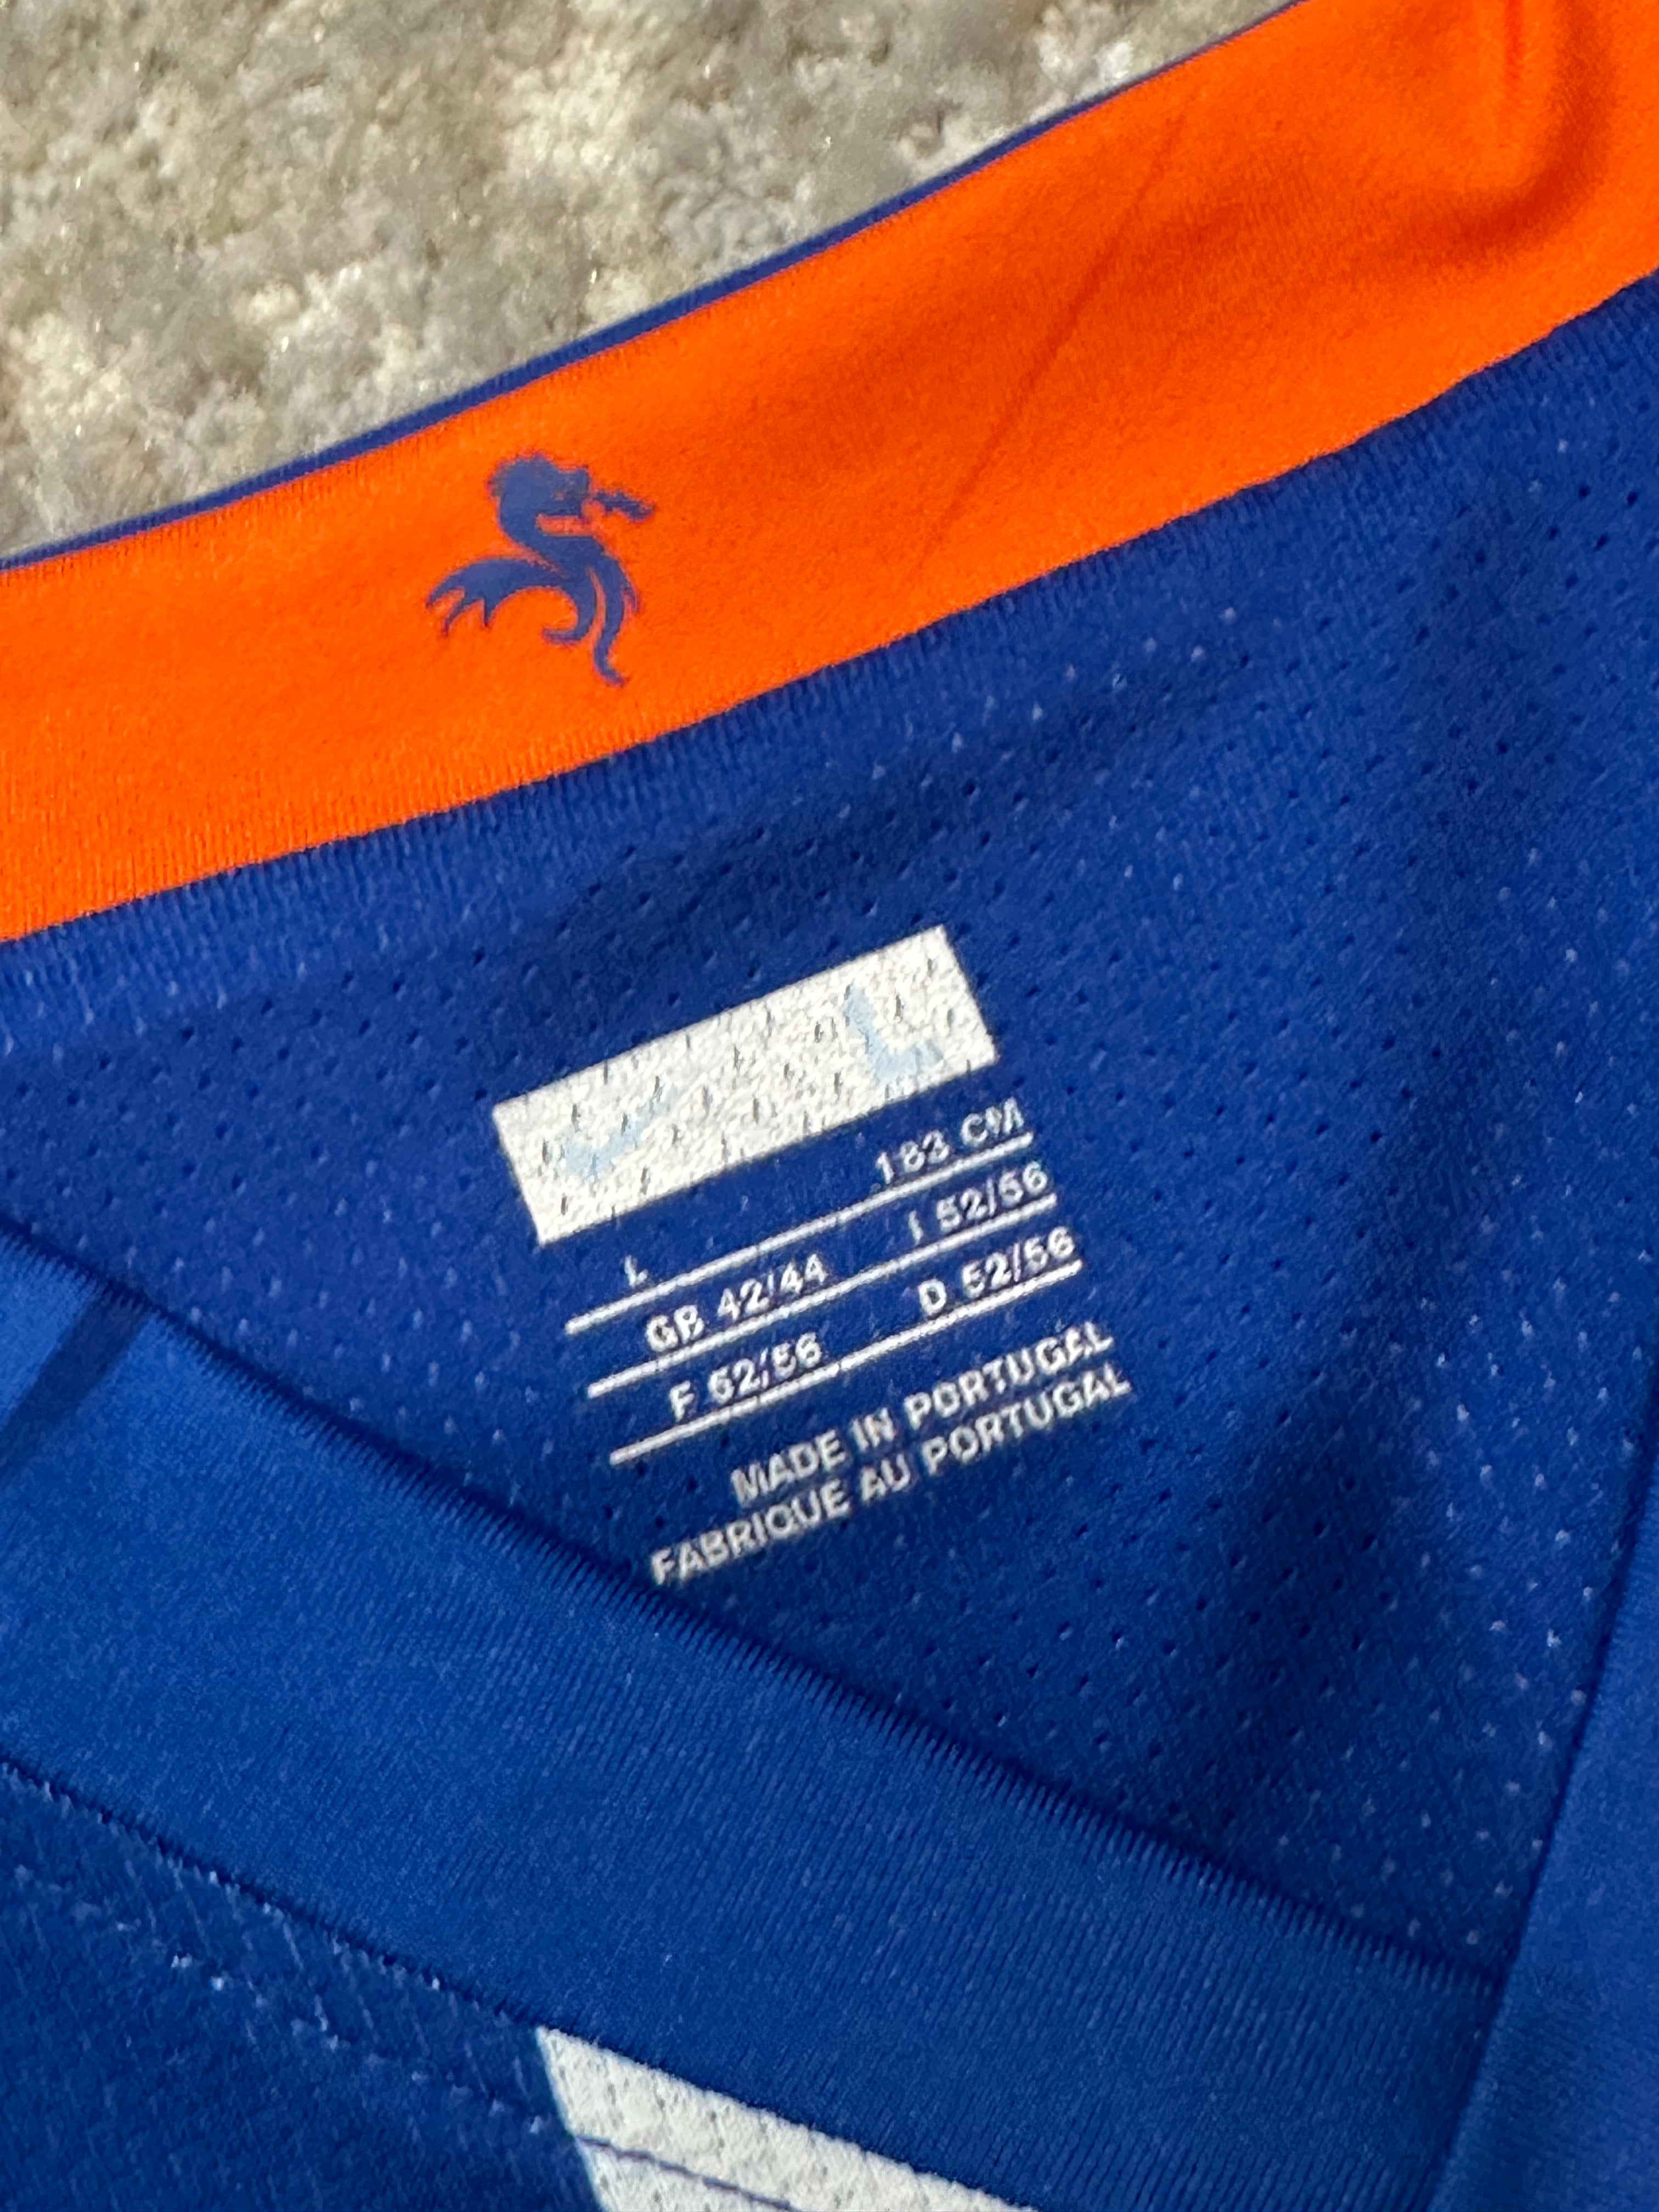 L
L 183 CM
GB 42/44 I 52/56
F 52/56 D 52/56
MADE IN PORTUGAL
FABRIQUE AU PORTUGAL